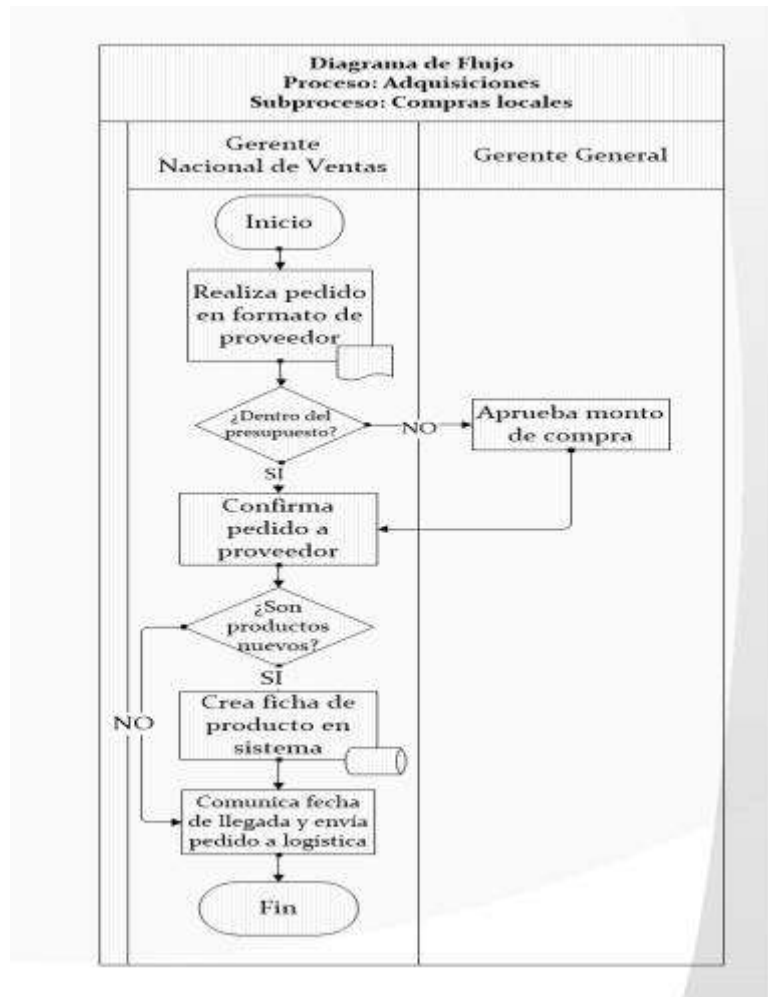 Diagrama de Flujo
Proceso: Adquisiciones
Subproceso: Compras locales
Gerente
Nacional de Ventas
Gerente General
Inicio
Realiza pedido
en formato de
proveedor
¿Dentro del
presupuesto?
NO
Aprueba monto
de compra
SI
Confirma
pedido a
proveedor
¿Son
productos
nuevos?
SI
NO
Crea ficha de
producto en
sistema
Comunica fecha
de llegada y envía
pedido a logística
Fin